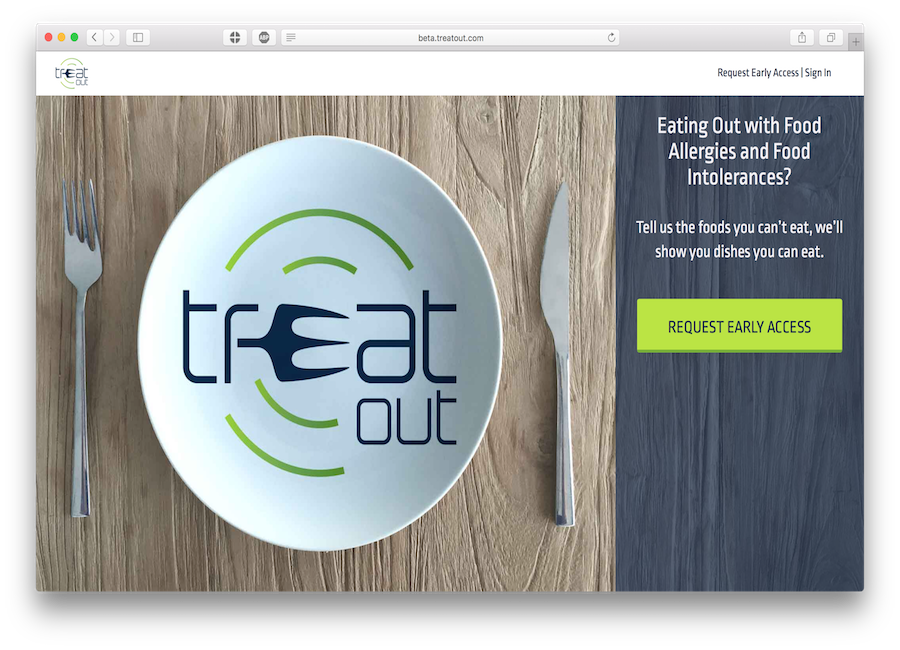 beta.treatout.com
treat
out
Request Early Access | Sign In
treat
out
Eating Out with Food
Allergies and Food
Intolerances?
Tell us the foods you can't eat, we'll
show you dishes you can eat.
REQUEST EARLY ACCESS